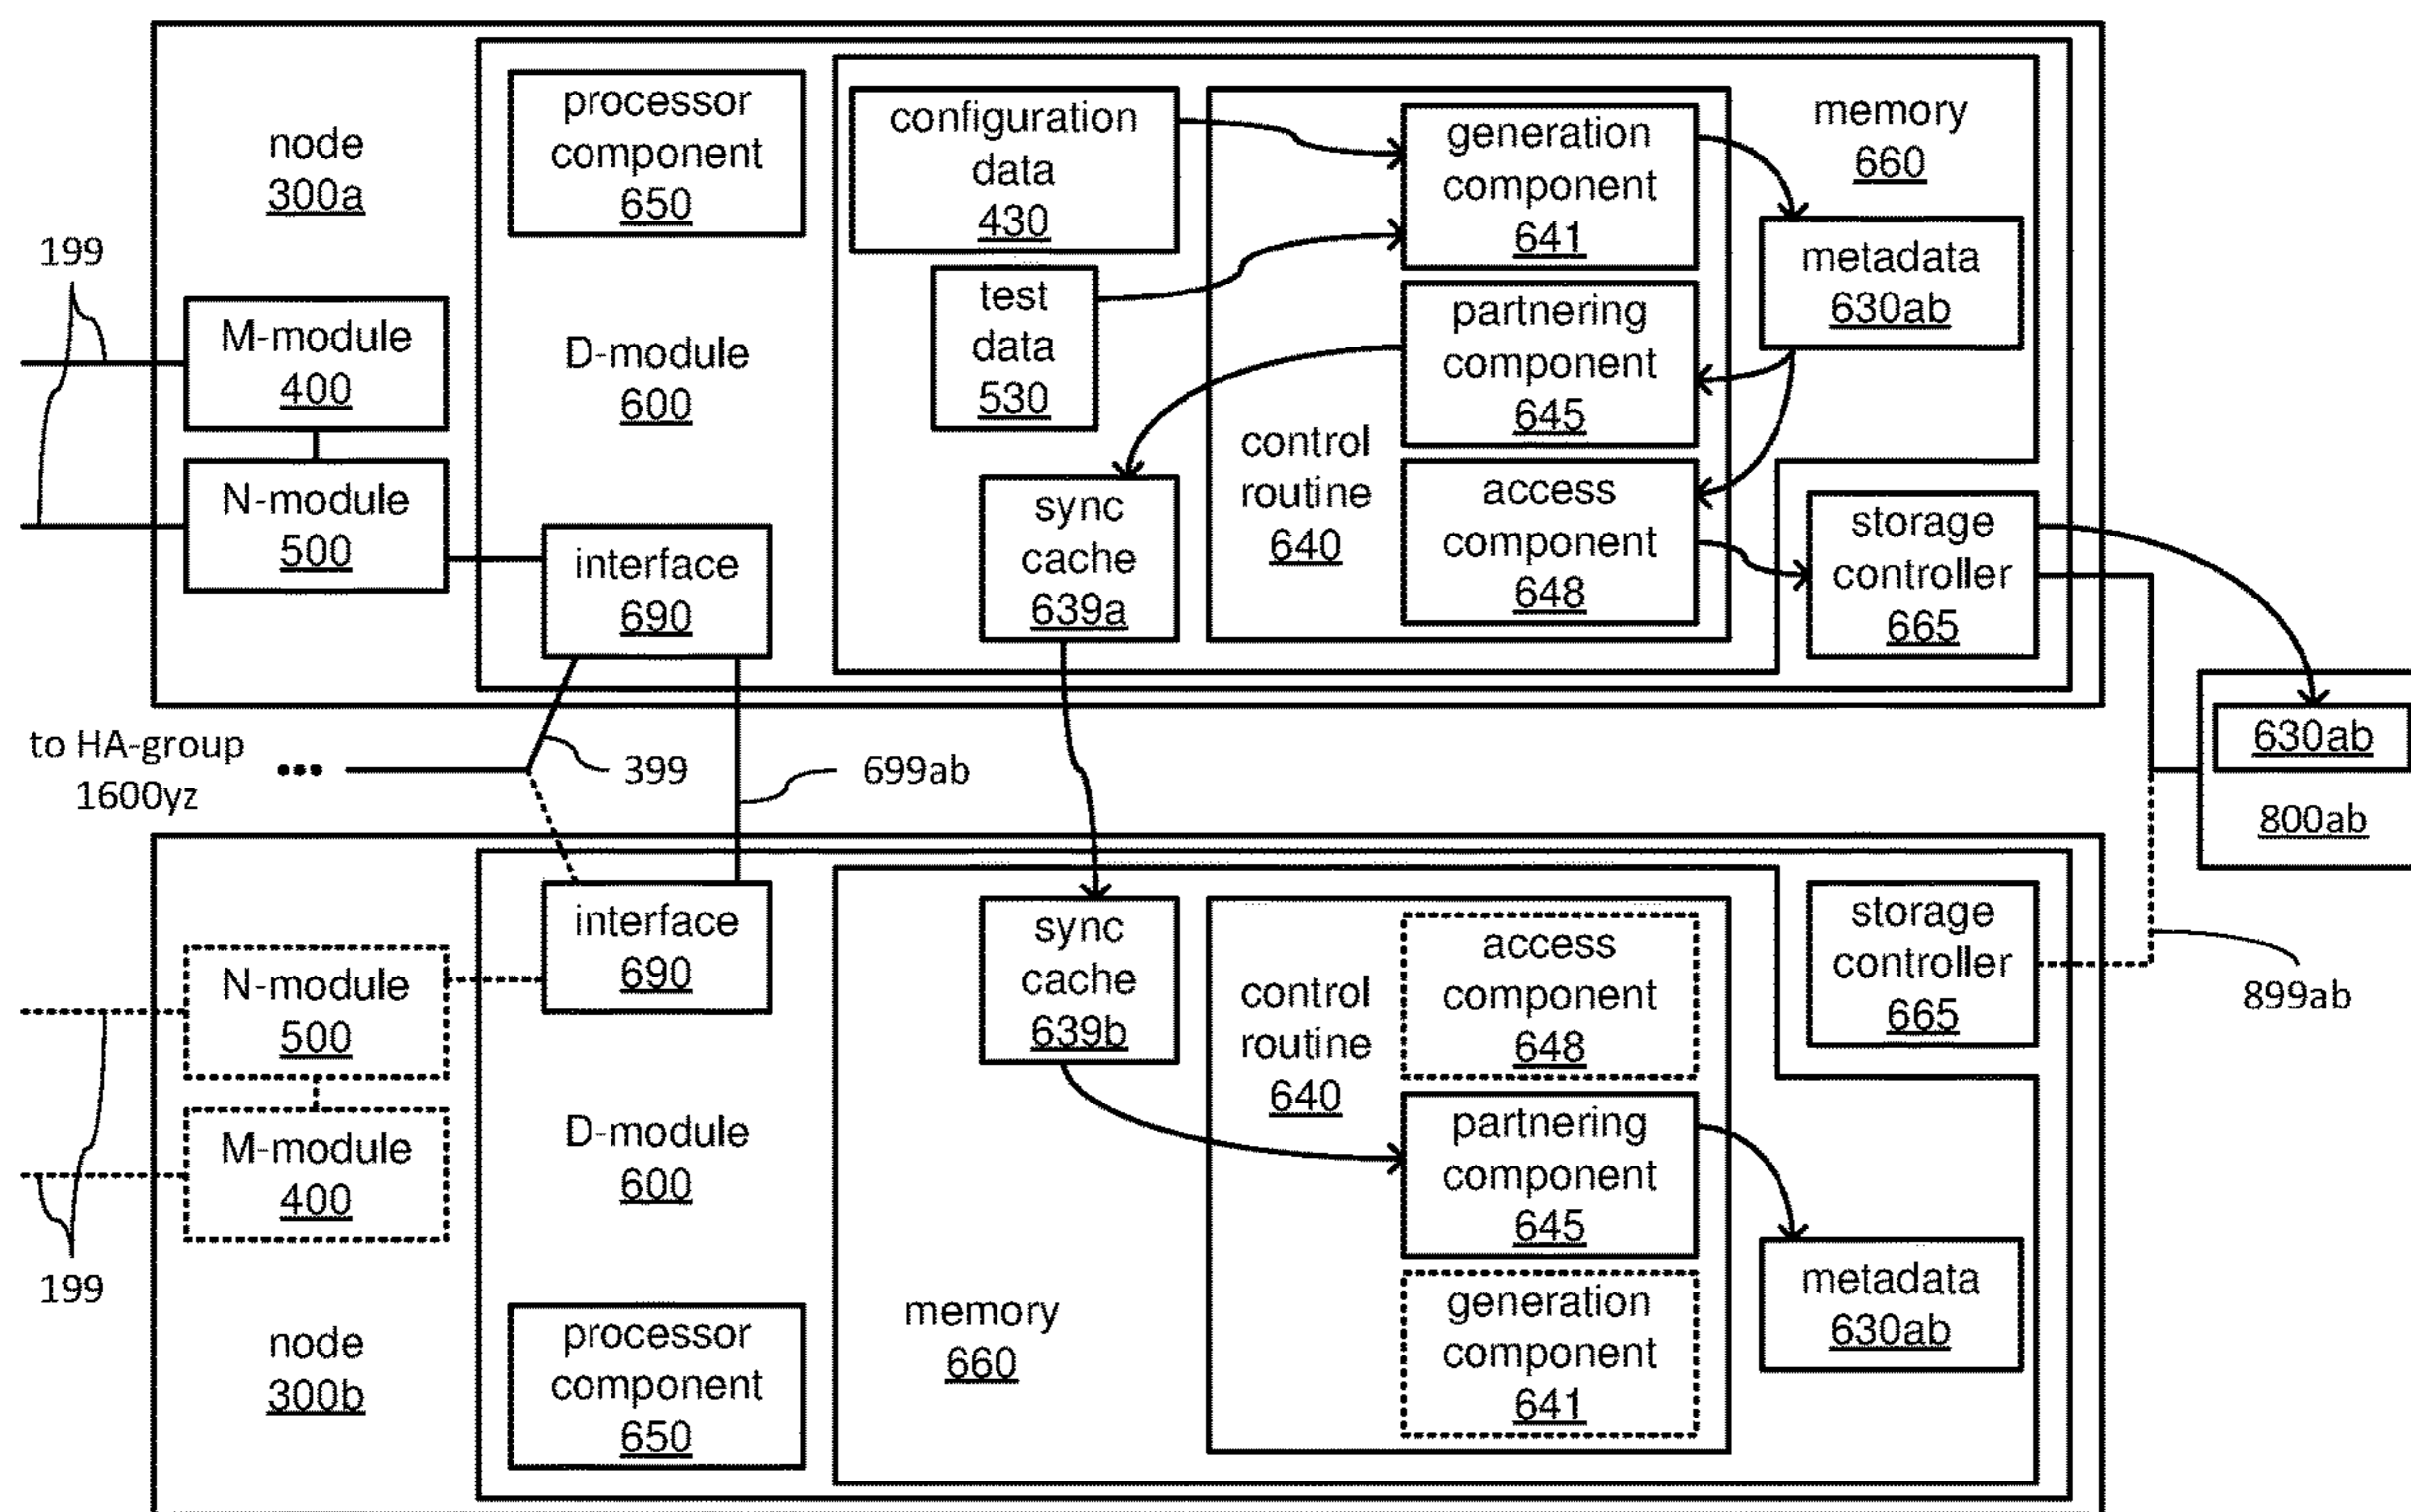 node
300a
processor
component
650
configuration
data
430
generation
component
641
memory
660
199
M-module
400
D-module
600
test
data
530
partnering
component
645
metadata
630ab
N-module
500
interface
690
sync
cache
639a
control
routine
640
access
component
648
storage
controller
665
to HA-group
1600yz
•••
399
699ab
630ab
800ab
N-module
500
interface
690
sync
cache
639b
control
routine
640
access
component
648
storage
controller
665
899ab
M-module
400
D-module
600
partnering
component
645
199
node
300b
processor
component
650
memory
660
generation
component
641
metadata
630ab